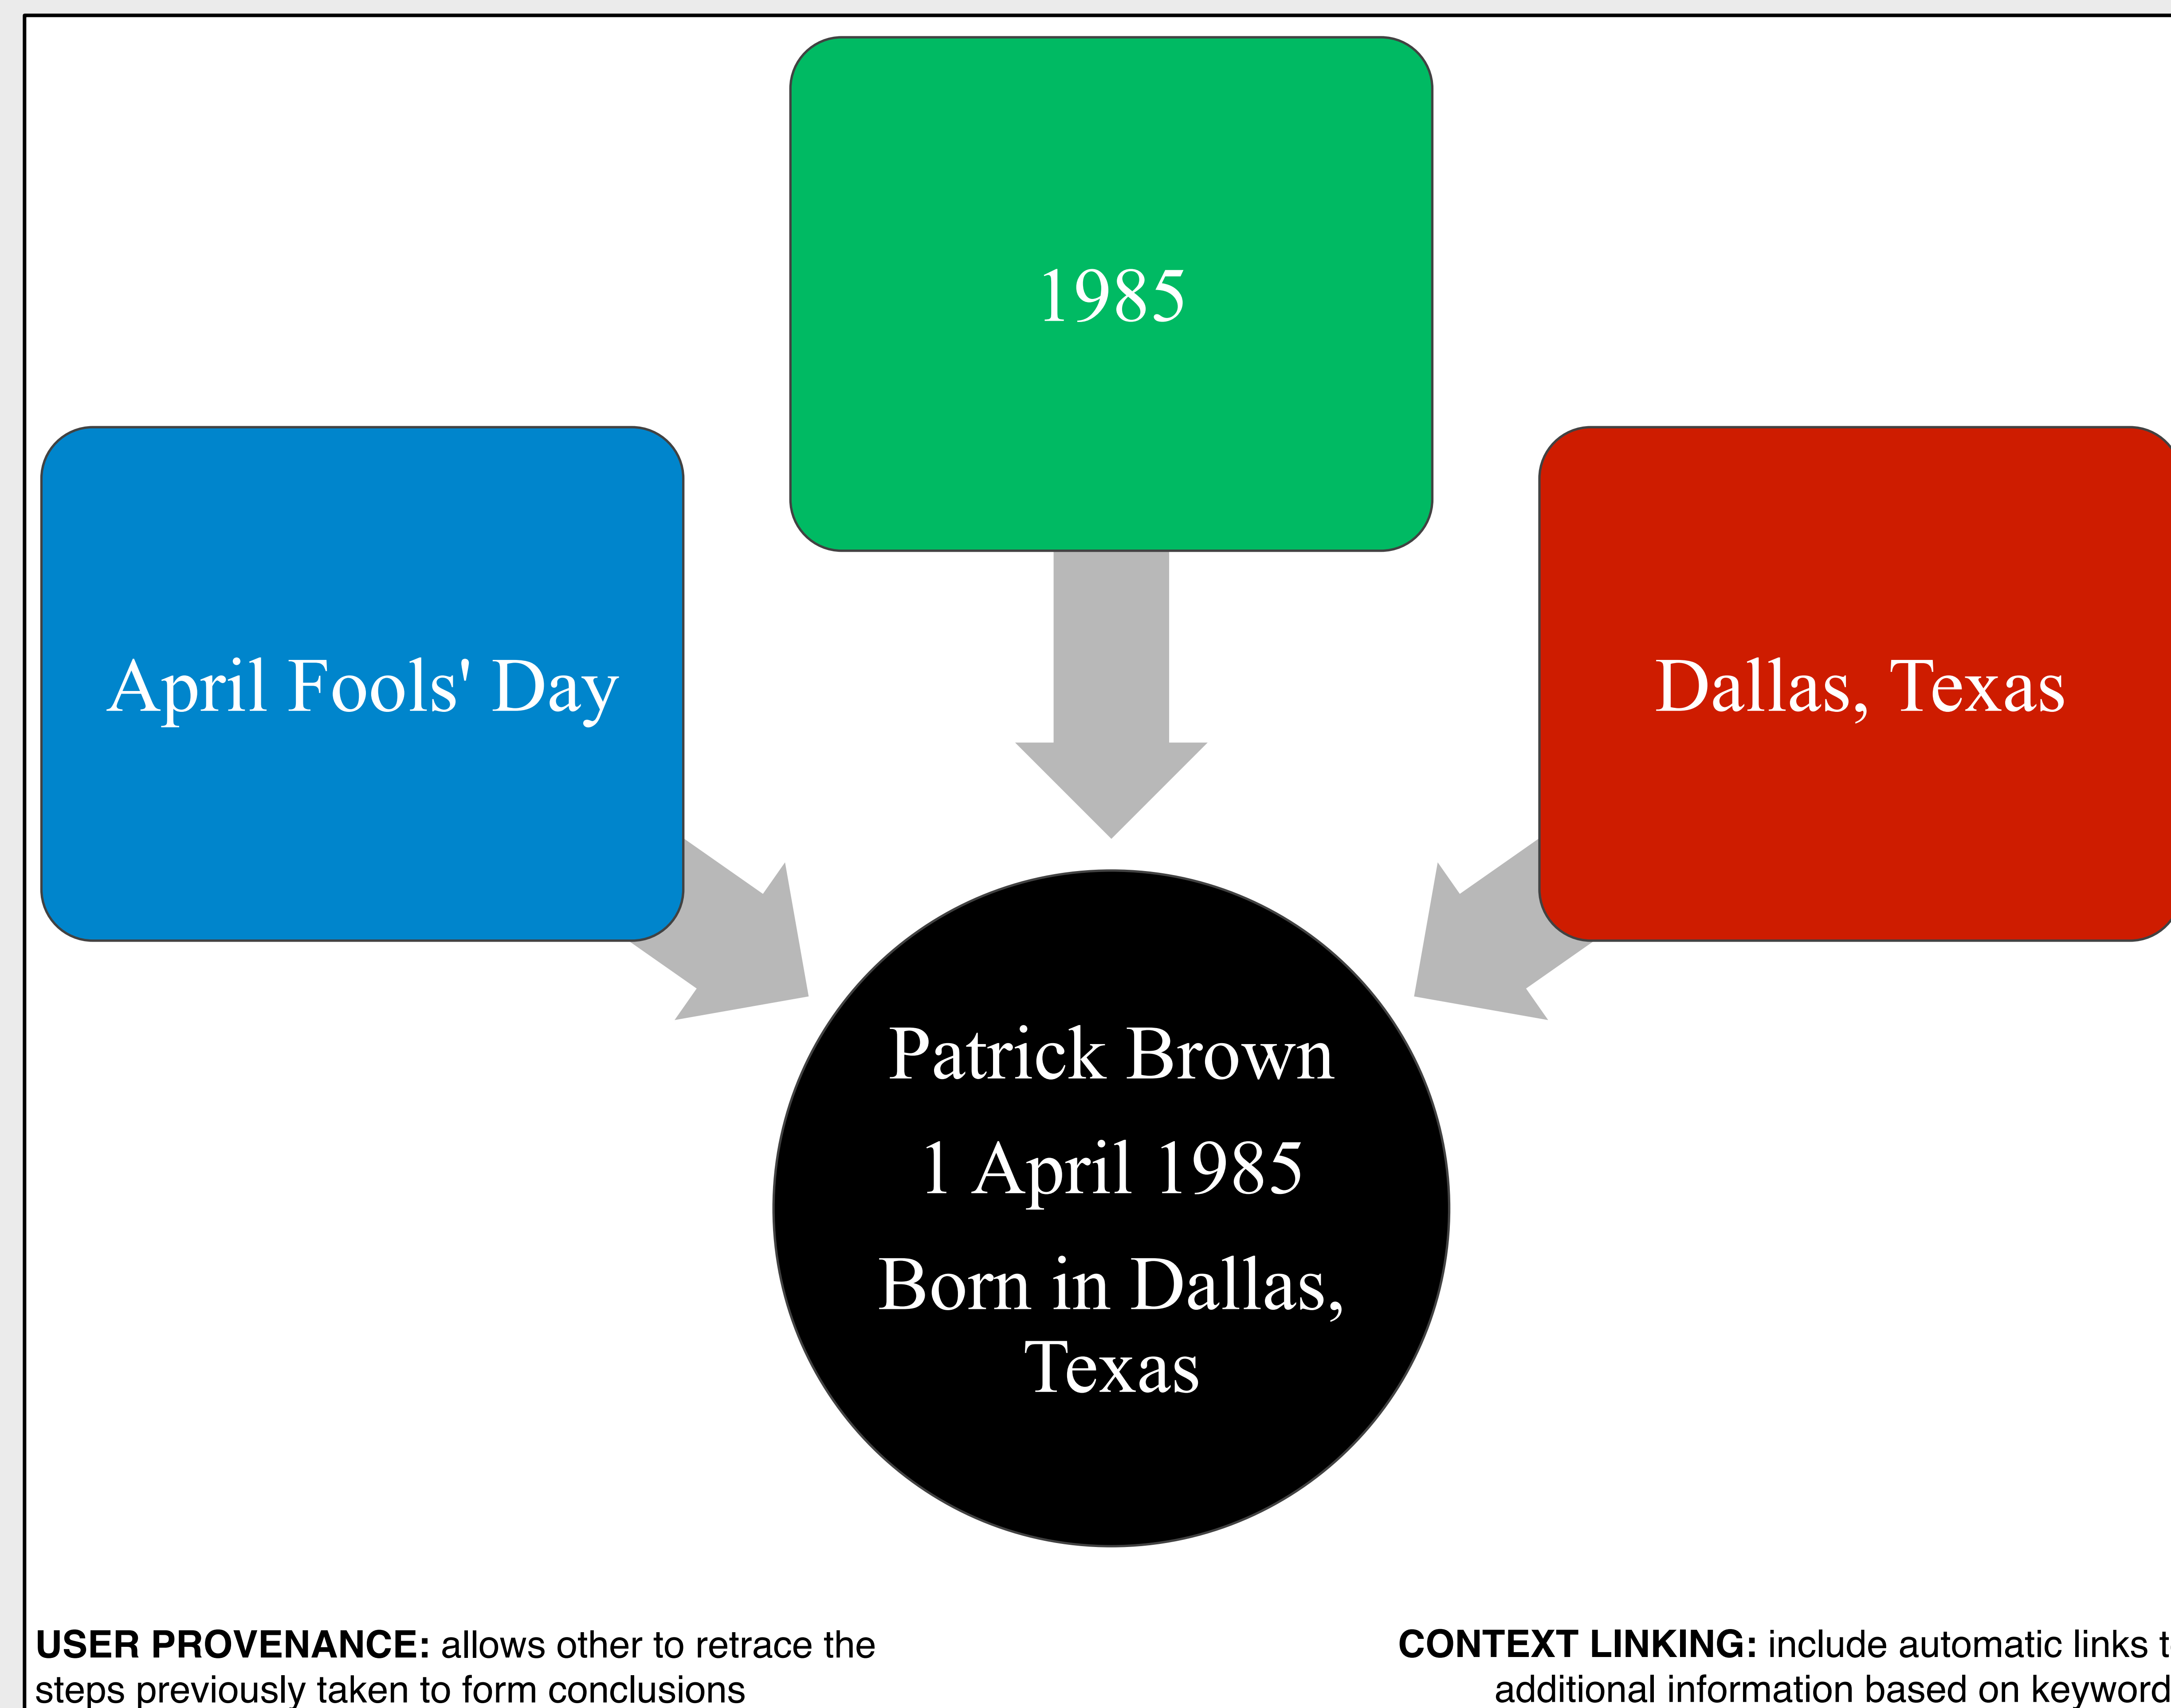 1985
April Fools' Day
Dallas, Texas
Patrick Brown
1 April 1985
Born in Dallas,
Texas
USER PROVENANCE: allows other to retrace the
steps previously taken to form conclusions
CONTEXT LINKING: include automatic links t
additional information based on keyword